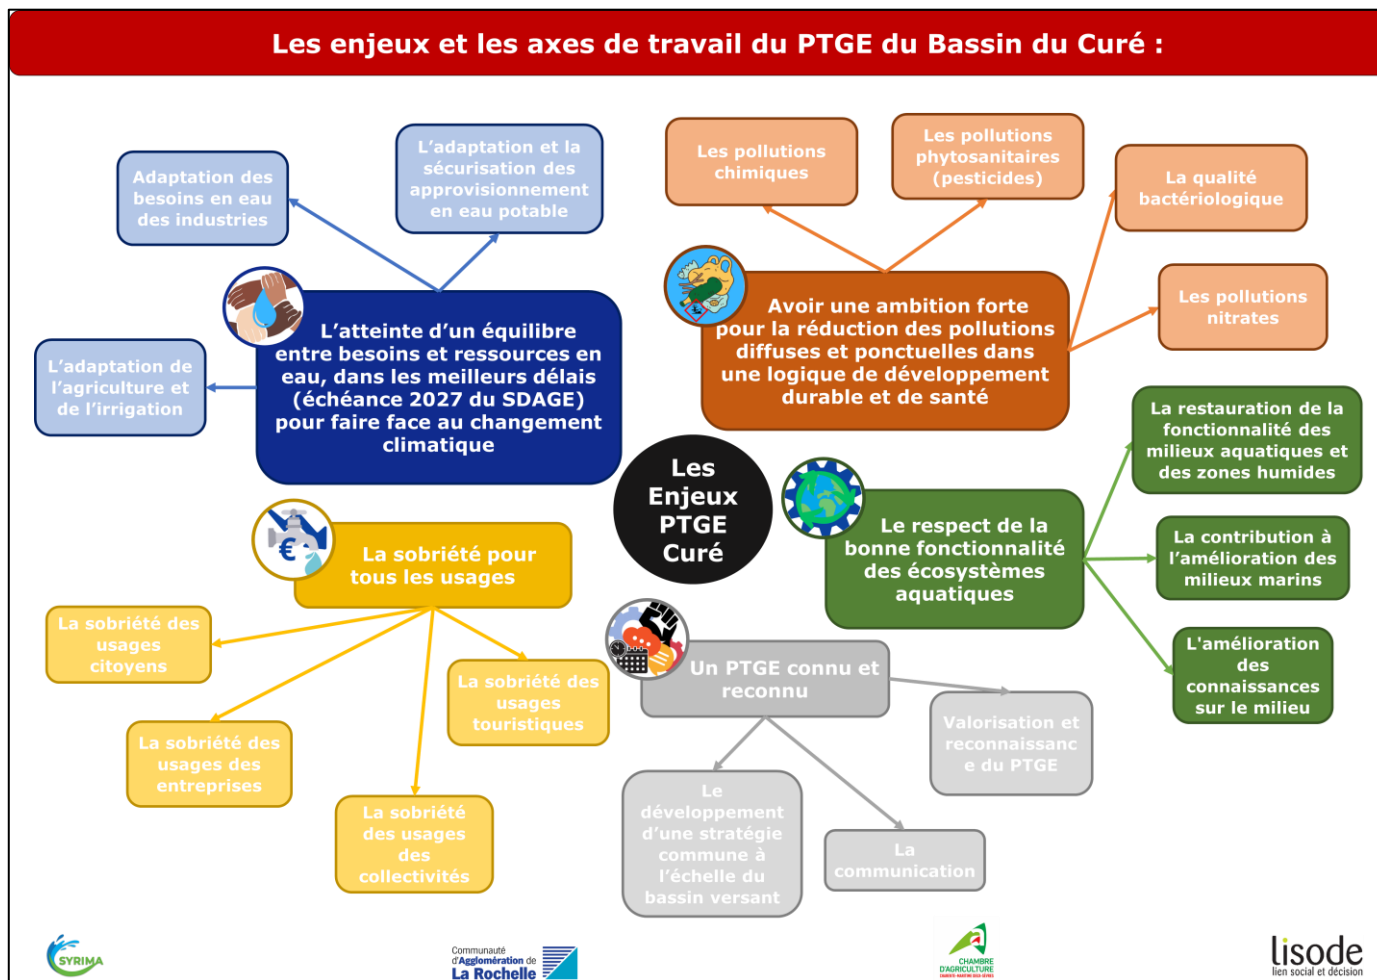 Les enjeux et les axes de travail du PTGE du Bassin du Curé :
Adaptation des
besoins en eau
des industries
L'adaptation et la
sécurisation des
approvisionnement
en eau potable
L'adaptation de
l'agriculture et
de l'irrigation
L'atteinte d'un équilibre
entre besoins et ressources en
eau, dans les meilleurs délais
(échéance 2027 du SDAGE)
pour faire face au changement
climatique
Les pollutions
chimiques
Les pollutions
phytosanitaires
(pesticides)
La qualité
bactériologique
Les pollutions
nitrates
Avoir une ambition forte
pour la réduction des pollutions
diffuses et ponctuelles dans
une logique de développement
durable et de santé
Les
Enjeux
PTGE
Curé
La restauration de la
fonctionnalité des
milieux aquatiques et
des zones humides
La contribution à
l'amélioration des
milieux marins
L'amélioration
des
connaissances
sur le milieu
Le respect de la
bonne fonctionnalité
des écosystèmes
aquatiques
€
La sobriété pour
tous les usages
La sobriété des
usages
citoyens
La sobriété des
usages des
entreprises
La sobriété
des usages
des
collectivités
La sobriété des
usages
touristiques
Un PTGE connu et
reconnu
Valorisation et
reconnaissanc
e du PTGE
Le
développement
d'une stratégie
commune à
l'échelle du
bassin versant
La
communication
SYRIMA
Communauté
d'Agglomération de
La Rochelle
CHAMBRE
D'AGRICULTURE
CHARENTE-MARITIME DEUX-SÈVRES
lisode
lien social et décision